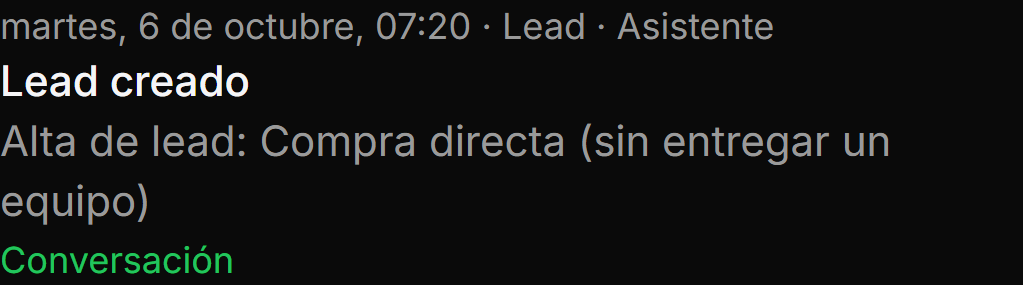 martes, 6 de octubre, 07:20 · Lead · Asistente
Lead creado
Alta de lead: Compra directa (sin entregar un
equipo)
Conversación